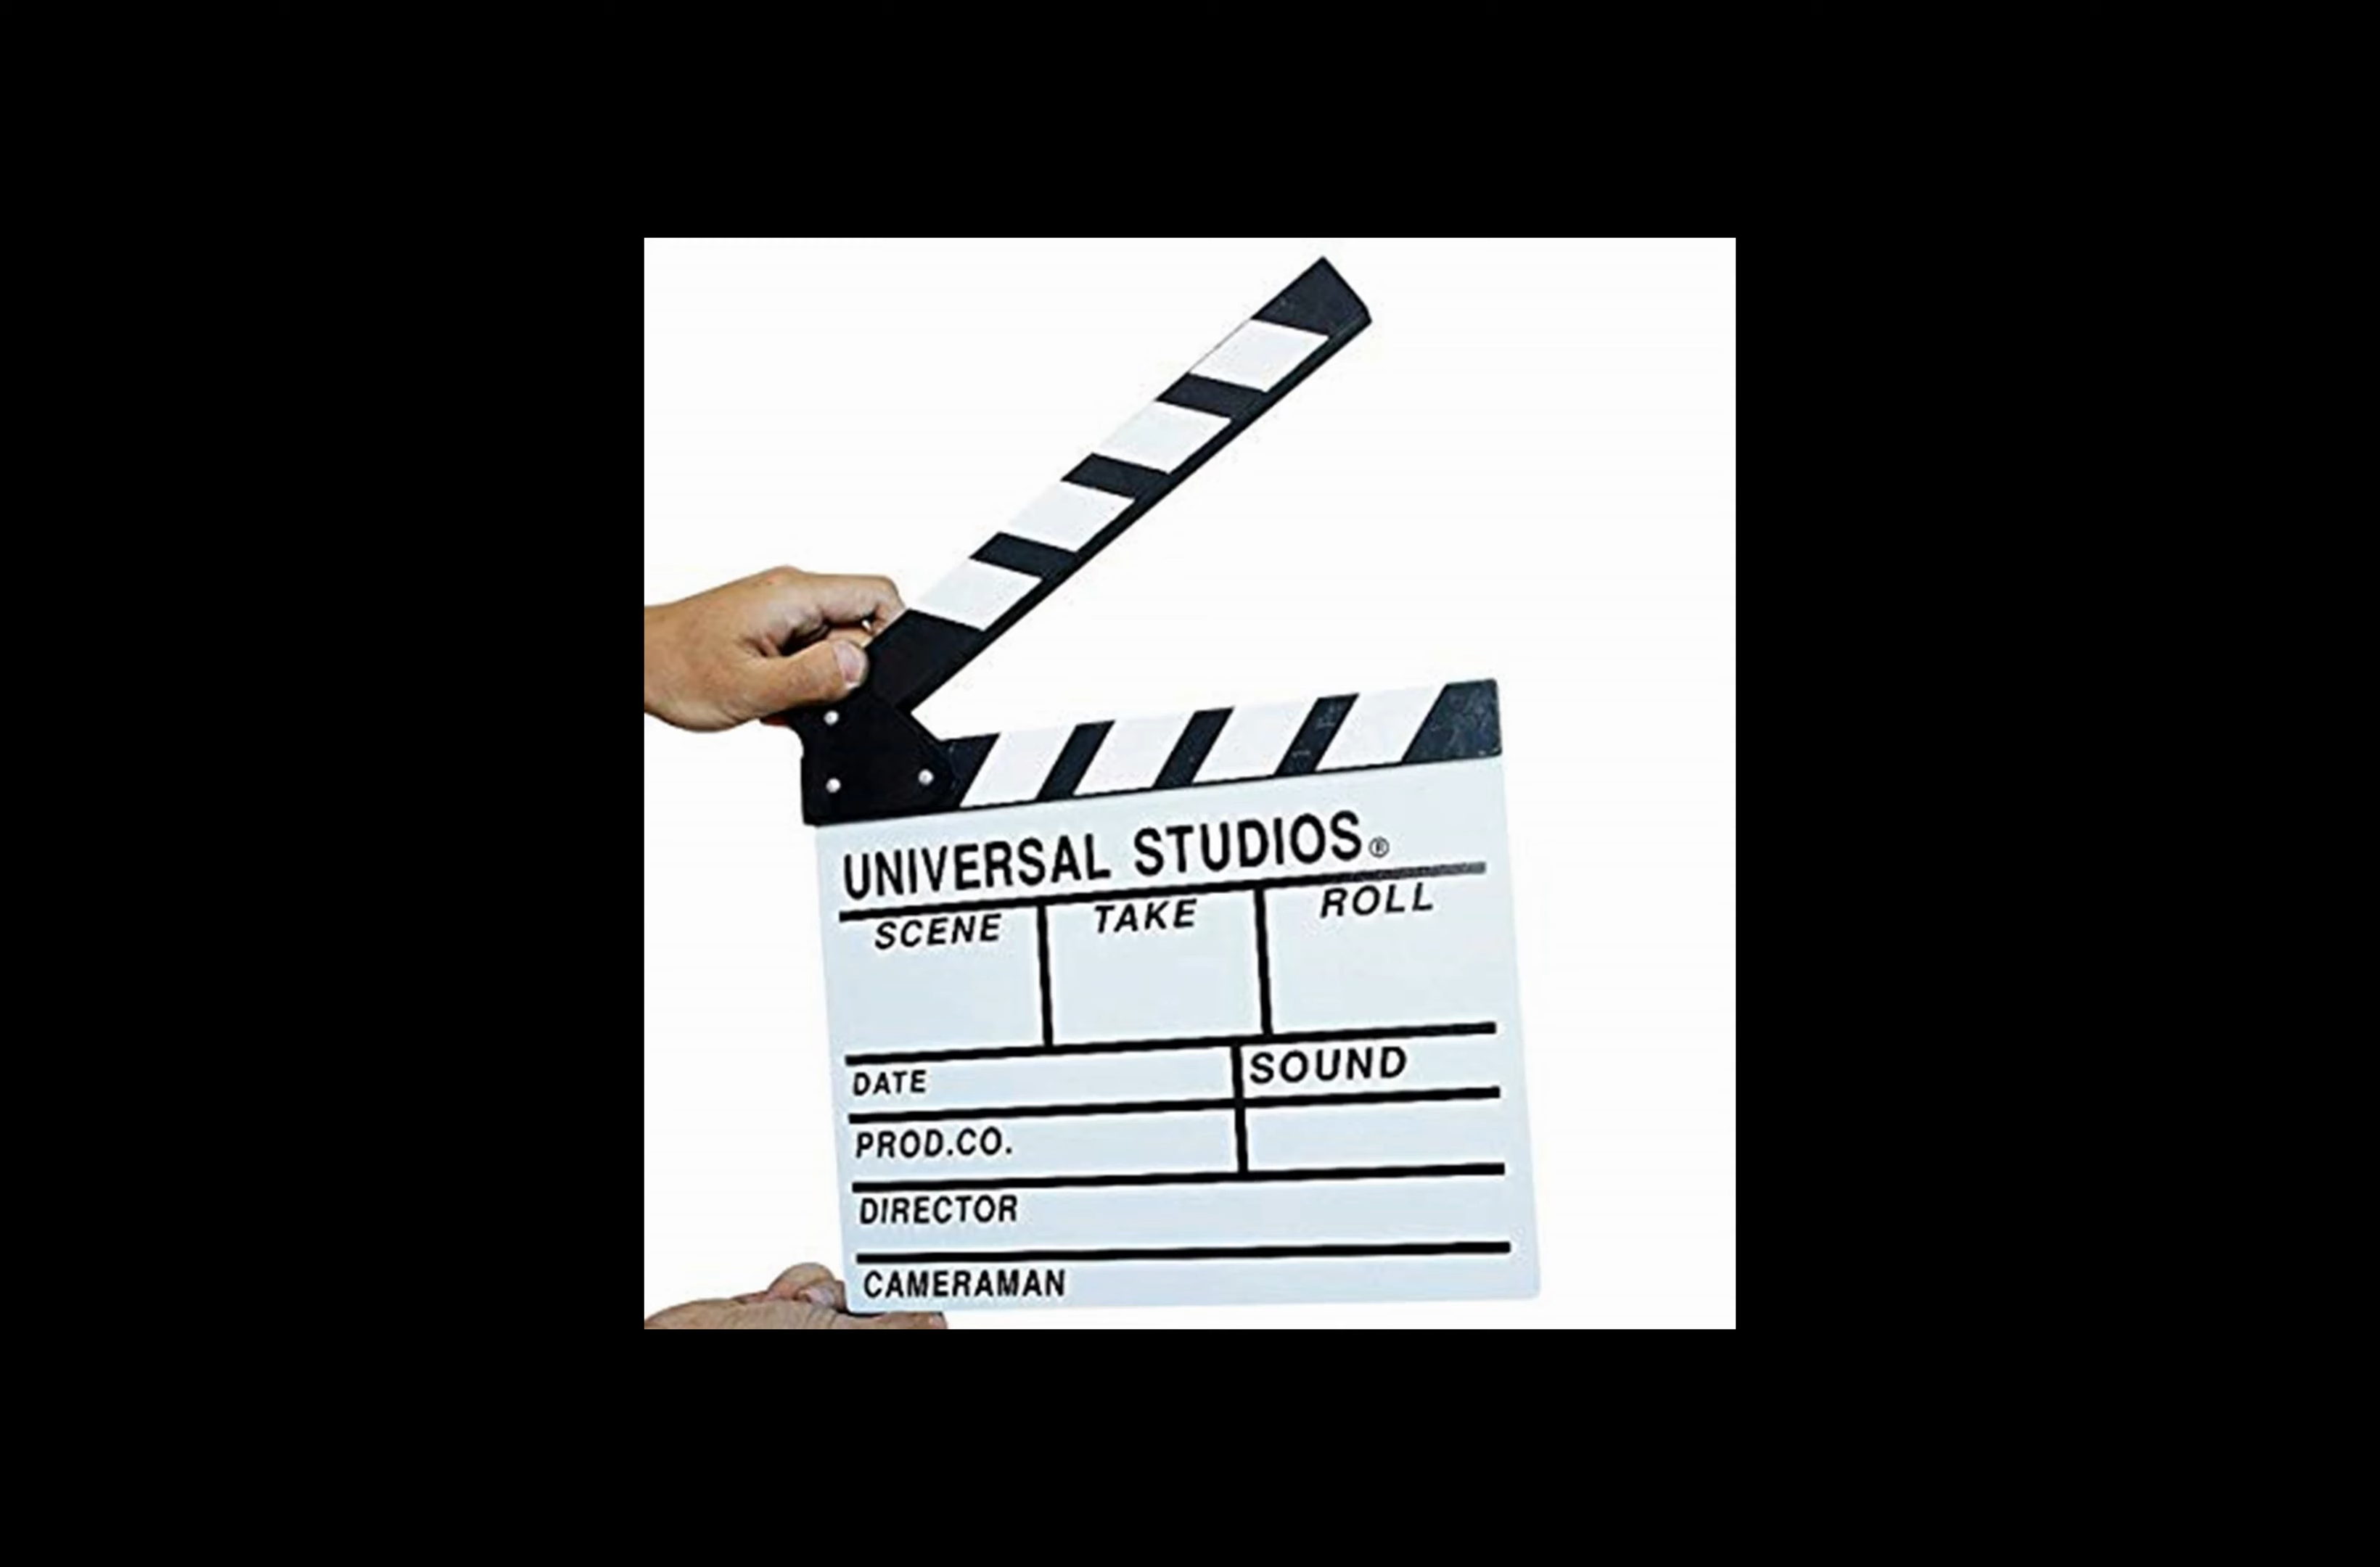 UNIVERSAL STUDIOS®
SCENE TAKE ROLL
DATE SOUND
PROD.CO.
DIRECTOR
CAMERAMAN